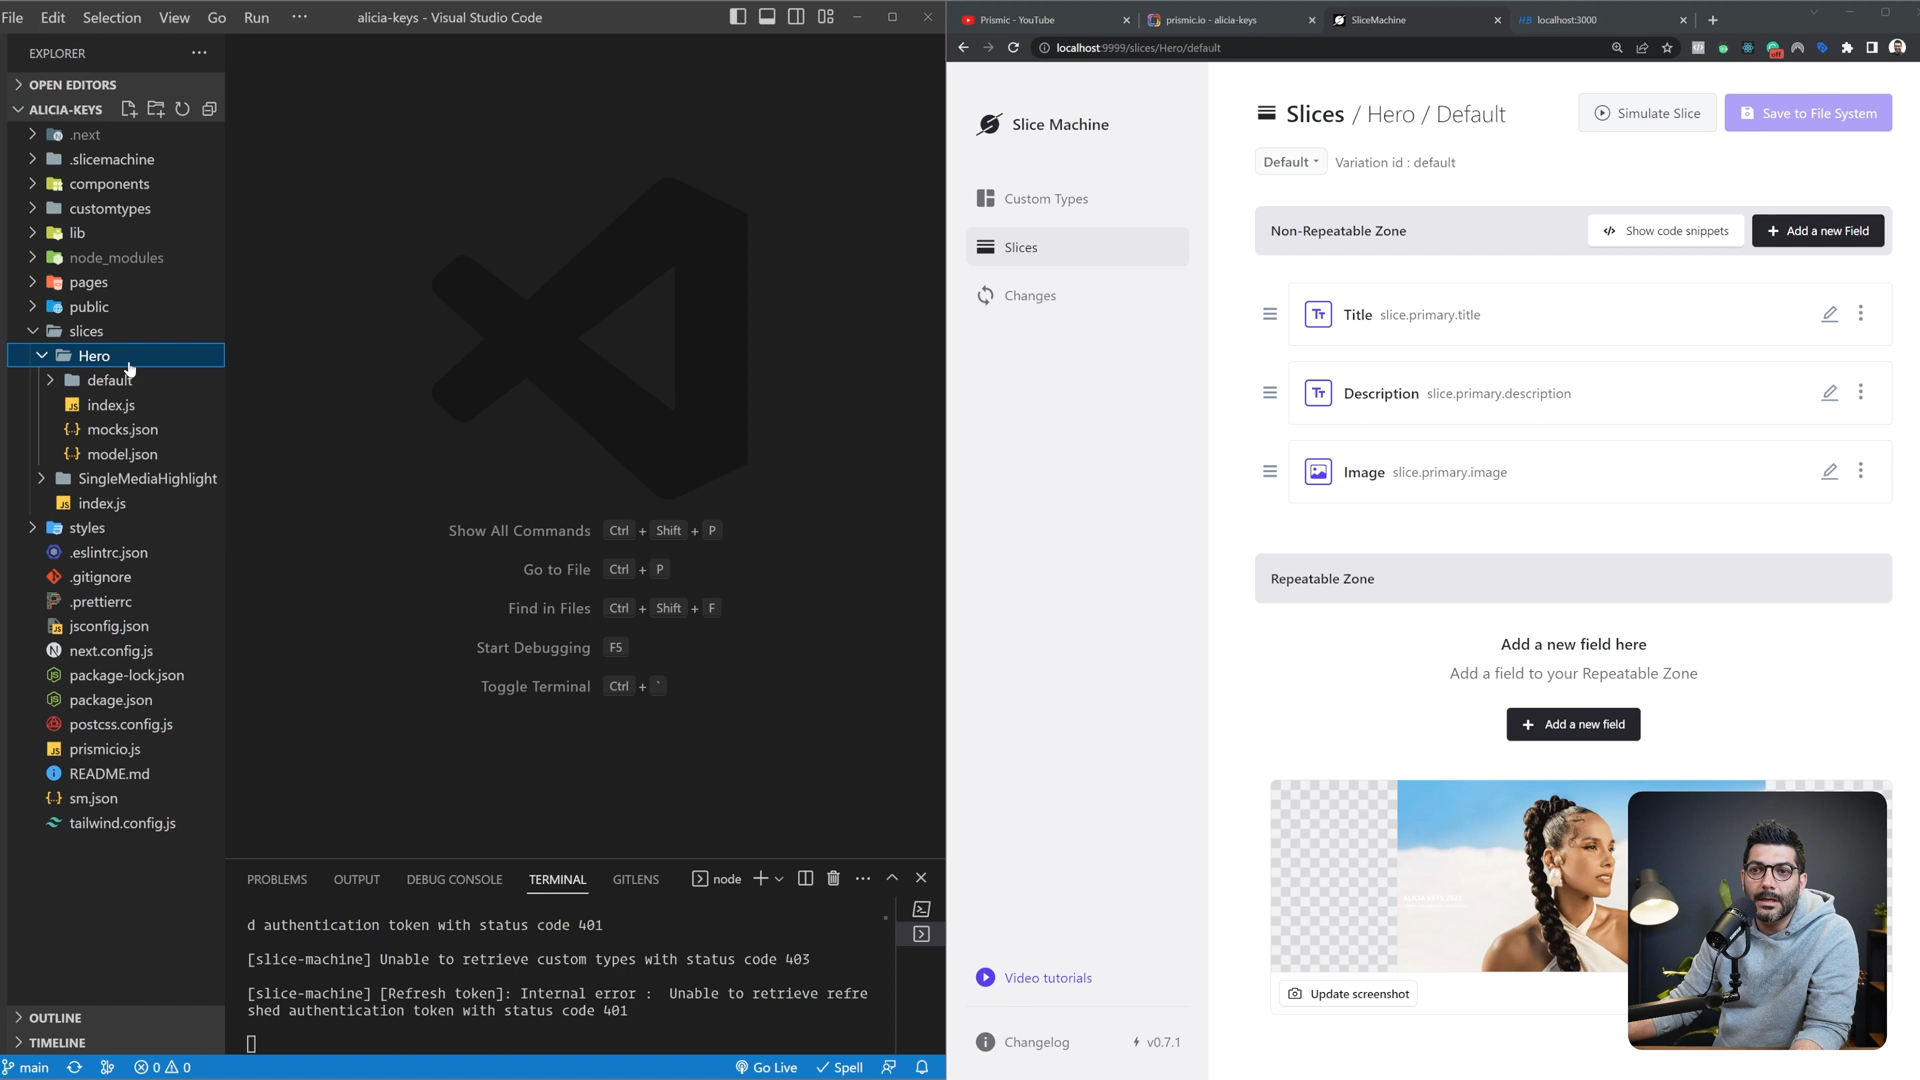 File Edit Selection View Go Run ··· alicia-keys - Visual Studio Code
EXPLORER ···
OPEN EDITORS
ALICIA-KEYS
.next
.slicemachine
components
customtypes
lib
node_modules
pages
public
slices
Hero
default
index.js
mocks.json
model.json
SingleMediaHighlight
index.js
styles
.eslintrc.json
.gitignore
.prettierrc
jsconfig.json
next.config.js
package-lock.json
package.json
postcss.config.js
prismicio.js
README.md
sm.json
tailwind.config.js
OUTLINE
TIMELINE
Show All Commands Ctrl + Shift + P
Go to File Ctrl + P
Find in Files Ctrl + Shift + F
Start Debugging F5
Toggle Terminal Ctrl + `
PROBLEMS OUTPUT DEBUG CONSOLE TERMINAL GITLENS node
d authentication token with status code 401
[slice-machine] Unable to retrieve custom types with status code 403
[slice-machine] [Refresh token]: Internal error :  Unable to retrieve refre
shed authentication token with status code 401
main 0 0 Go Live Spell
Prismic - YouTube prismic.io - alicia-keys SliceMachine HB localhost:3000
localhost:9999/slices/Hero/default off
Slice Machine
Custom Types
Slices
Changes
Video tutorials
Changelog v0.7.1
Slices / Hero / Default Simulate Slice Save to File System
Default Variation id : default
Non-Repeatable Zone </> Show code snippets + Add a new Field
Title slice.primary.title
Description slice.primary.description
Image slice.primary.image
Repeatable Zone
Add a new field here
Add a field to your Repeatable Zone
+ Add a new field
Update screenshot